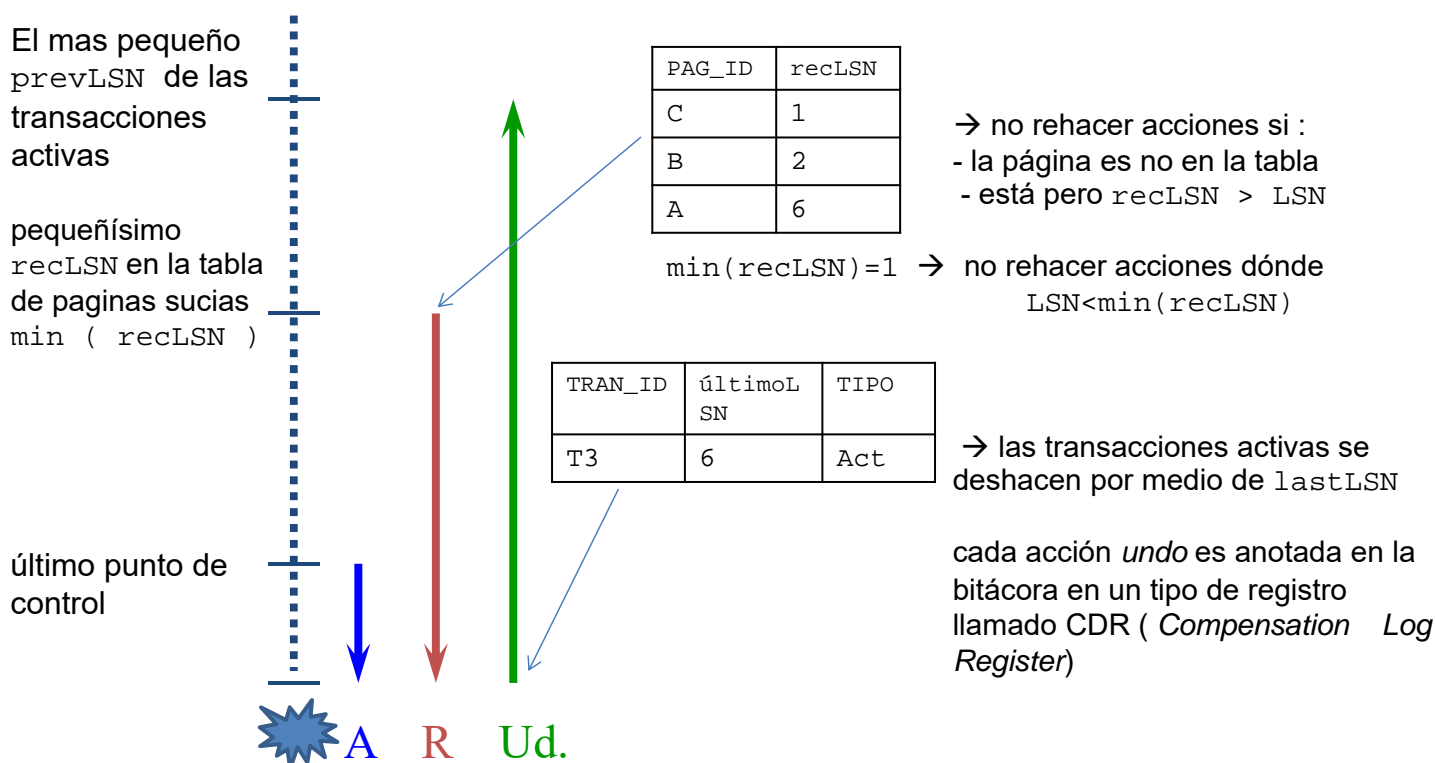 El mas pequeño
prevLSN de las
transacciones
activas
pequeñísimo
recLSN en la tabla
de paginas sucias
min ( recLSN )
último punto de
control
A R Ud.
PAG_ID recLSN
C 1
B 2
A 6
→ no rehacer acciones si :
- la página es no en la tabla
- está pero recLSN > LSN
min(recLSN)=1 → no rehacer acciones dónde
LSN<min(recLSN)
TRAN_ID últimoL
SN TIPO
T3 6 Act
→ las transacciones activas se
deshacen por medio de lastLSN
cada acción undo es anotada en la
bitácora en un tipo de registro
llamado CDR ( Compensation Log
Register)